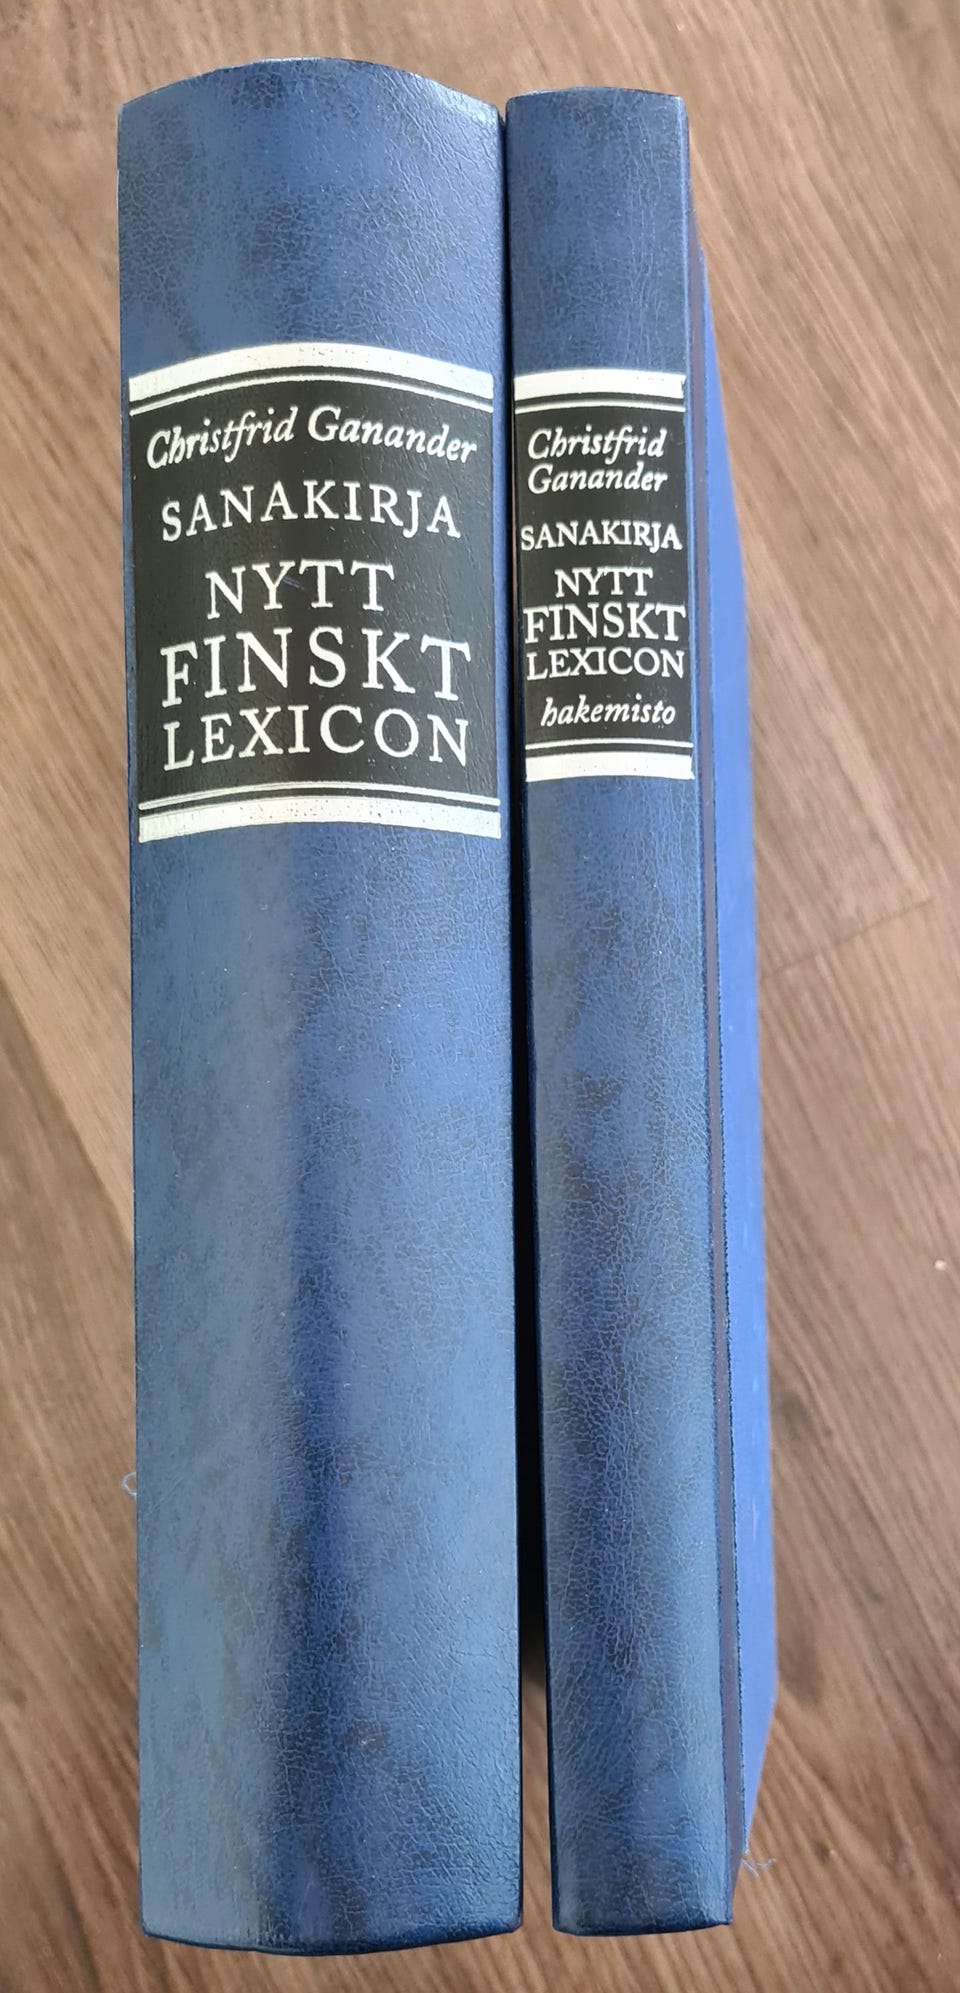 Christfrid Ganander
SANAKIRJA
NYTT
FINSKT
LEXICON
Christfrid
Ganander
SANAKIRJA
NYTT
FINSKT
LEXICON
hakemisto